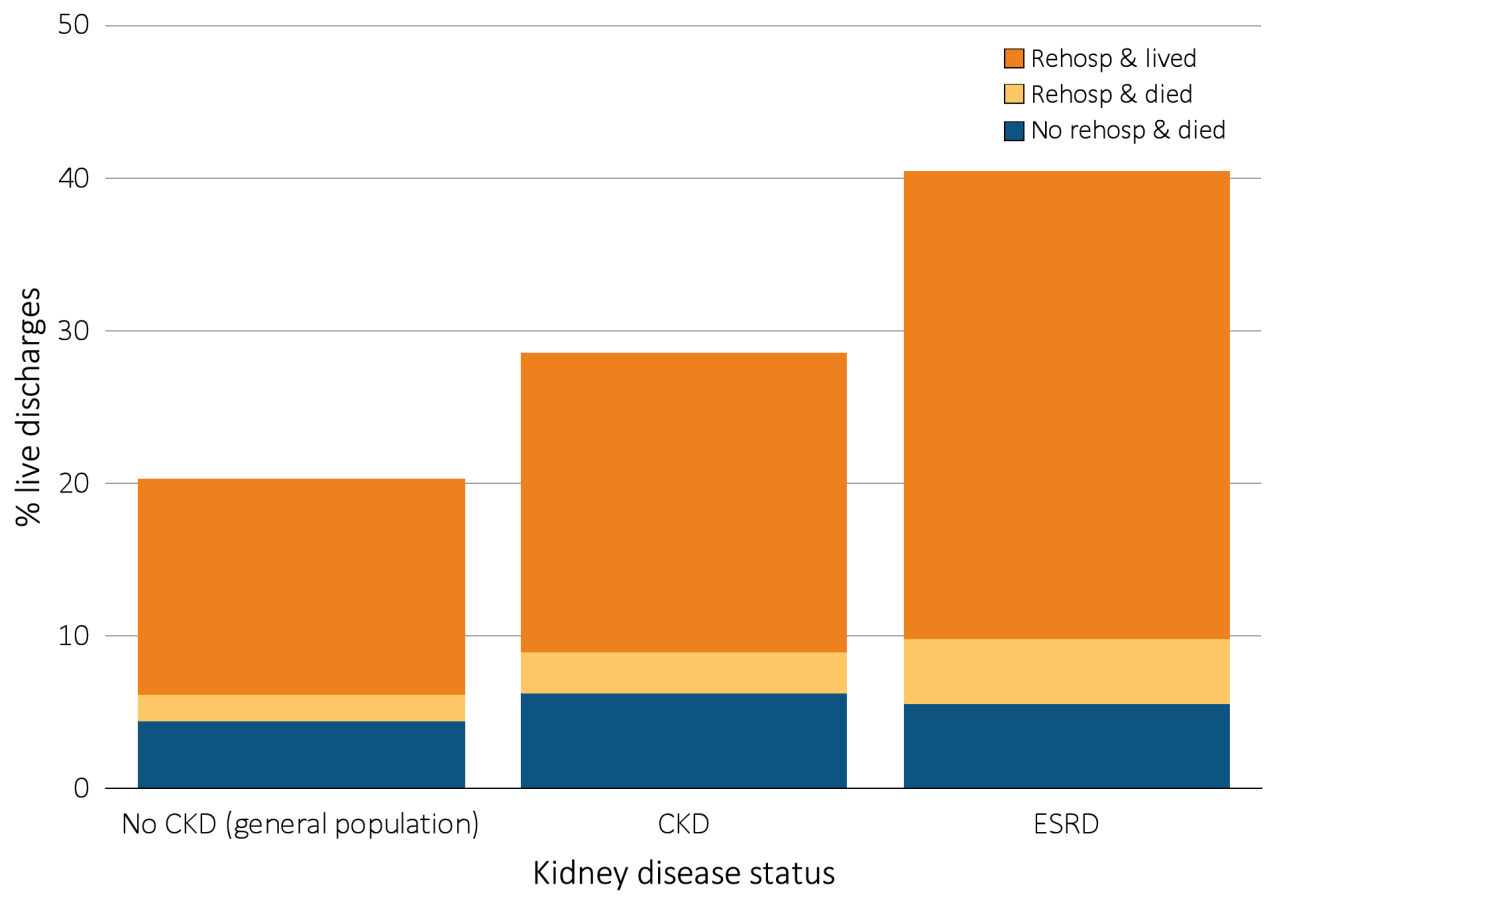 50
Rehosp & lived
Rehosp & died
No rehosp & died
40
30
20
10
0
% live discharges
No CKD (general population)
CKD
ESRD
Kidney disease status